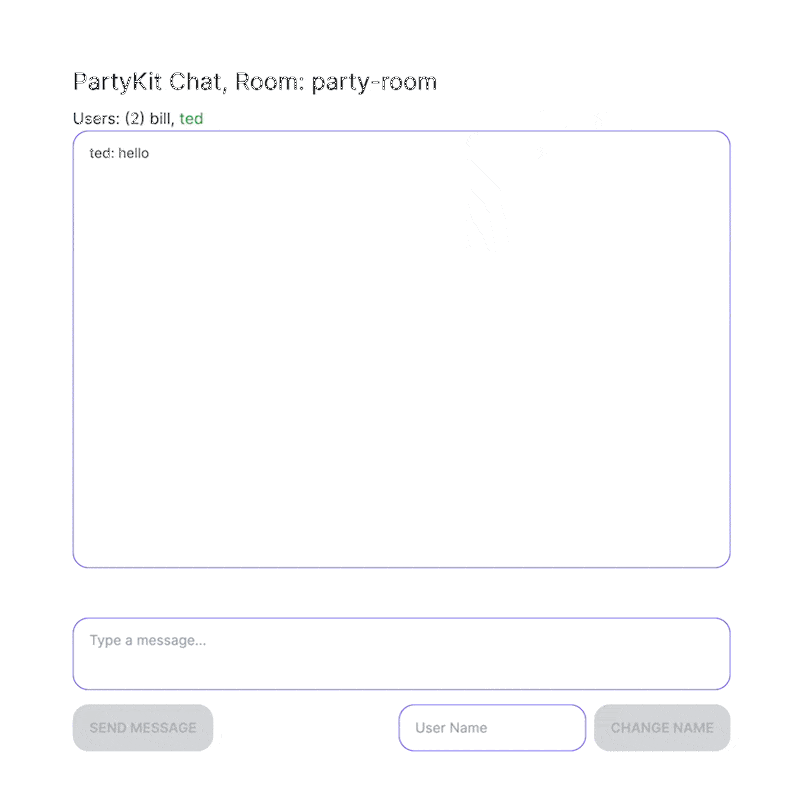 PartyKit Chat, Room: party-room
Users: (2) bill, ted
ted: hello
Type a message...
SEND MESSAGE
User Name
CHANGE NAME